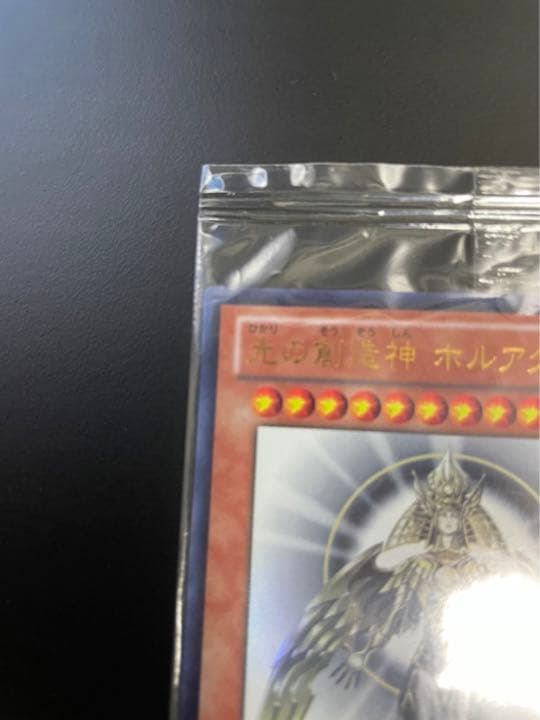 ひかり そう ぞう しん
光の創造神 ホルアク